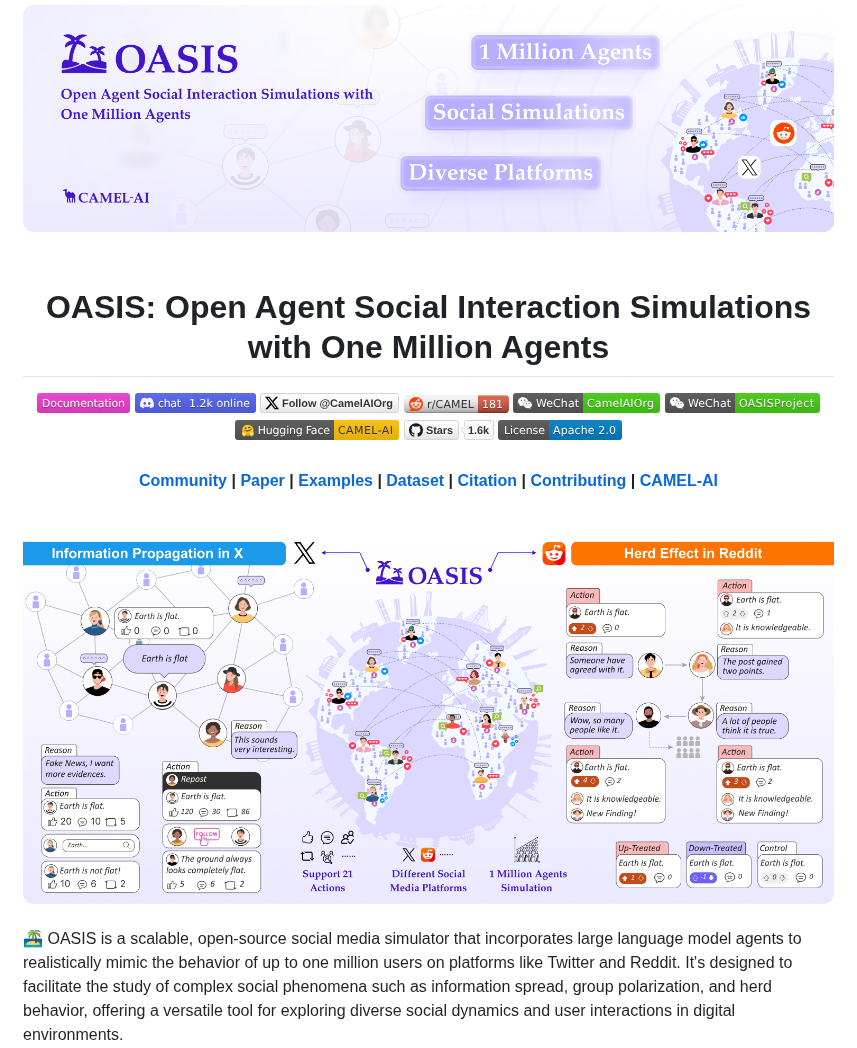 OASIS
Open Agent Social Interaction Simulations with
One Million Agents
CAMEL-AI
1 Million Agents
Social Simulations
Diverse Platforms
OASIS: Open Agent Social Interaction Simulations
with One Million Agents
Documentation chat 1.2k online Follow @CamelAIOrg r/CAMEL 181 WeChat CamelAIOrg WeChat OASISProject
Hugging Face CAMEL-AI Stars 1.6k License Apache 2.0
Community | Paper | Examples | Dataset | Citation | Contributing | CAMEL-AI
Information Propagation in X
OASIS
Herd Effect in Reddit
Earth is flat.
0 0 0
Earth is flat
Reason
This sounds
very interesting.
Reason
Fake News, I want
more evidences.
Action
Earth is flat.
20 10 5
Earth...
Earth is not flat!
10 6 2
Action
Repost
Earth is flat.
120 30 86
FOLLOW
The ground always
looks completely flat.
5 6 2
Support 21
Actions
Different Social
Media Platforms
1 Million Agents
Simulation
Action
Earth is flat.
2 0
Action
Earth is flat.
2 1
It is knowledgeable.
Reason
Someone have
agreed with it.
Reason
The post gained
two points.
Reason
Wow, so many
people like it.
Reason
A lot of people
think it is true.
Action
Earth is flat.
4 2
It is knowledgeable.
New Finding!
Action
Earth is flat.
3 2
It is knowledgeable.
New Finding!
Up-Treated
Earth is flat.
1 0
Down-Treated
Earth is flat.
-1 0
Control
Earth is flat.
0 0
OASIS is a scalable, open-source social media simulator that incorporates large language model agents to
realistically mimic the behavior of up to one million users on platforms like Twitter and Reddit. It's designed to
facilitate the study of complex social phenomena such as information spread, group polarization, and herd
behavior, offering a versatile tool for exploring diverse social dynamics and user interactions in digital
environments.